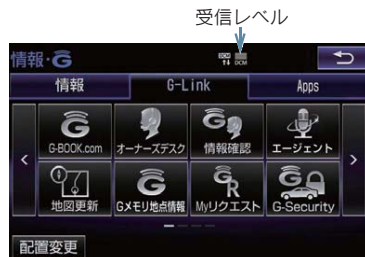 受信レベル
情報・G
DCM
DCM
情報
G-Link
Apps
G-BOOK.com
オーナーズデスク
情報確認
エージェント
地図更新
Gメモリ地点情報
Myリクエスト
G-Security
配置変更